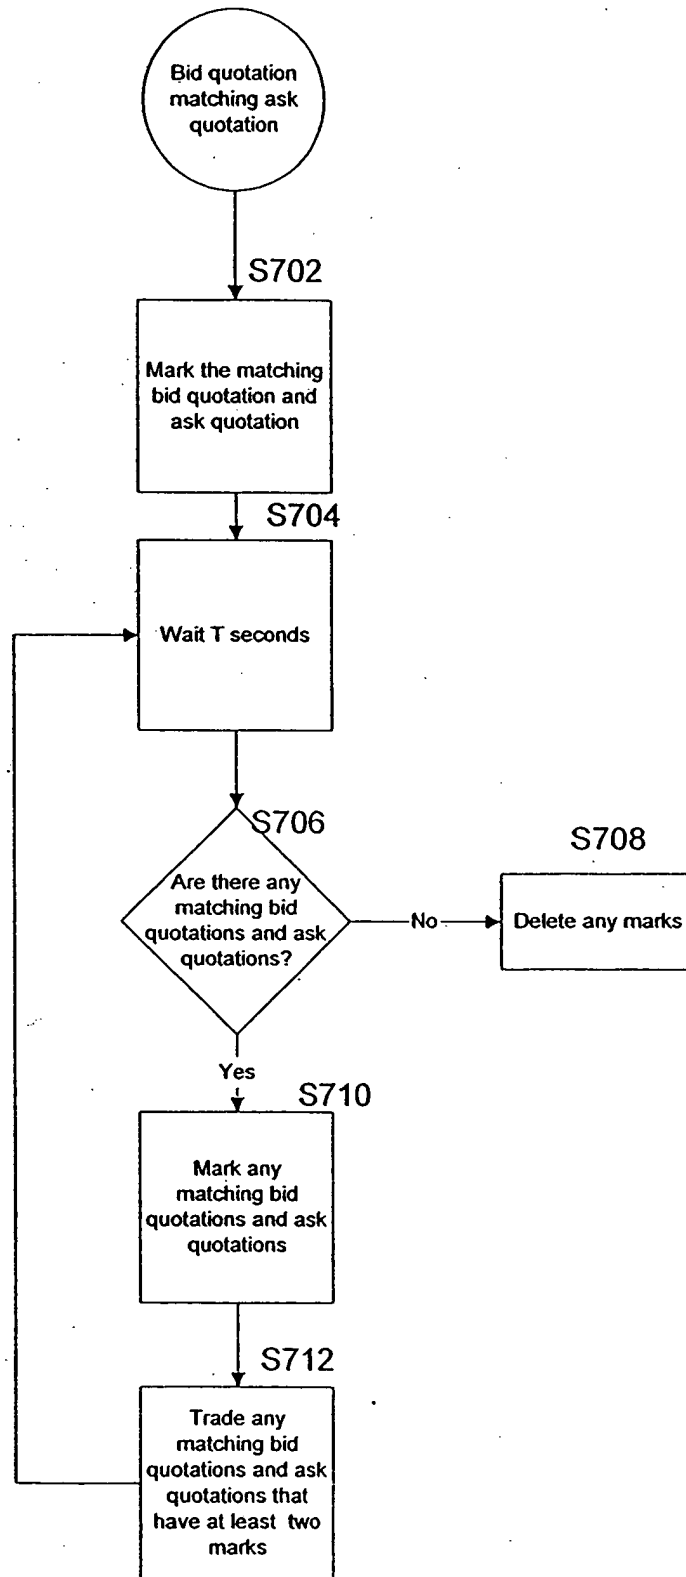 Bid quotation
matching ask
quotation
S702
Mark the matching
bid quotation and
ask quotation
S704
Wait T seconds
S706
Are there any
matching bid
quotations and ask
quotations?
No
S708
Delete any marks
Yes
S710
Mark any
matching bid
quotations and ask
quotations
S712
Trade any
matching bid
quotations and ask
quotations that
have at least two
marks